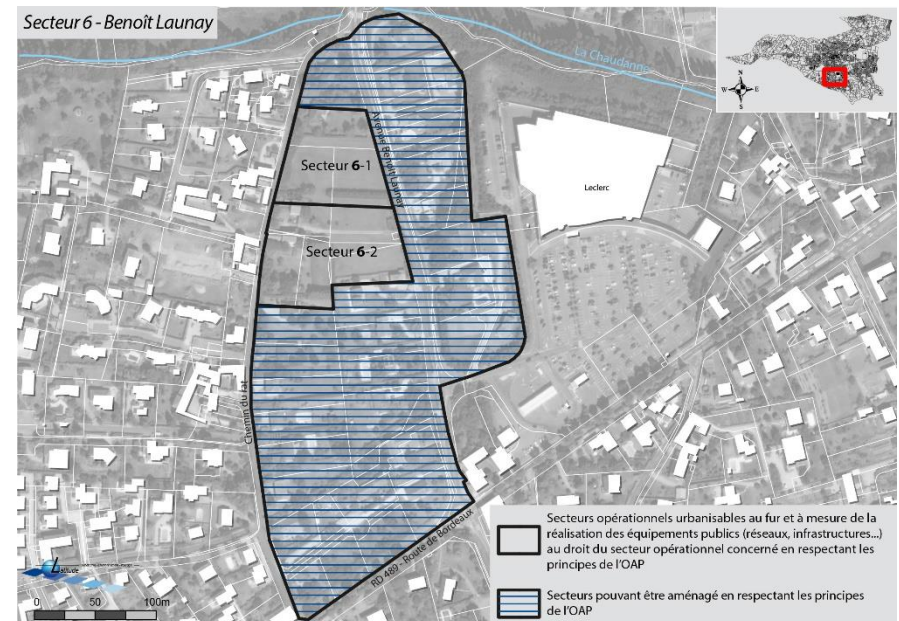 Secteur 6 - Benoît Launay
La Chaudanne
N
W E
S
Secteur 6-1
Avenue Benoît Launay
Leclerc
Secteur 6-2
Chemin du rat
RD 489 - Route de Bordeaux
Secteurs opérationnels urbanisables au fur et à mesure de la
réalisation des équipements publics (réseaux, infrastructures...)
au droit du secteur opérationnel concerné en respectant les
principes de l'OAP
Secteurs pouvant être aménagé en respectant les principes
de l'OAP
Latitude
0 50 100m